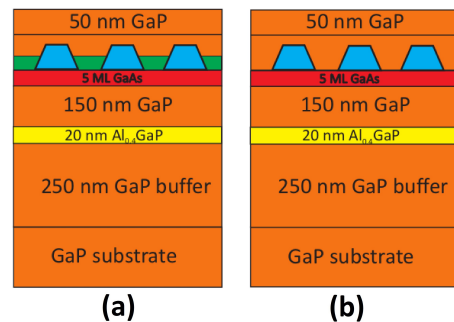 50 nm GaP
5 ML GaAs
150 nm GaP
20 nm Al₀.₄GaP
250 nm GaP buffer
GaP substrate
(a)
50 nm GaP
5 ML GaAs
150 nm GaP
20 nm Al₀.₄GaP
250 nm GaP buffer
GaP substrate
(b)